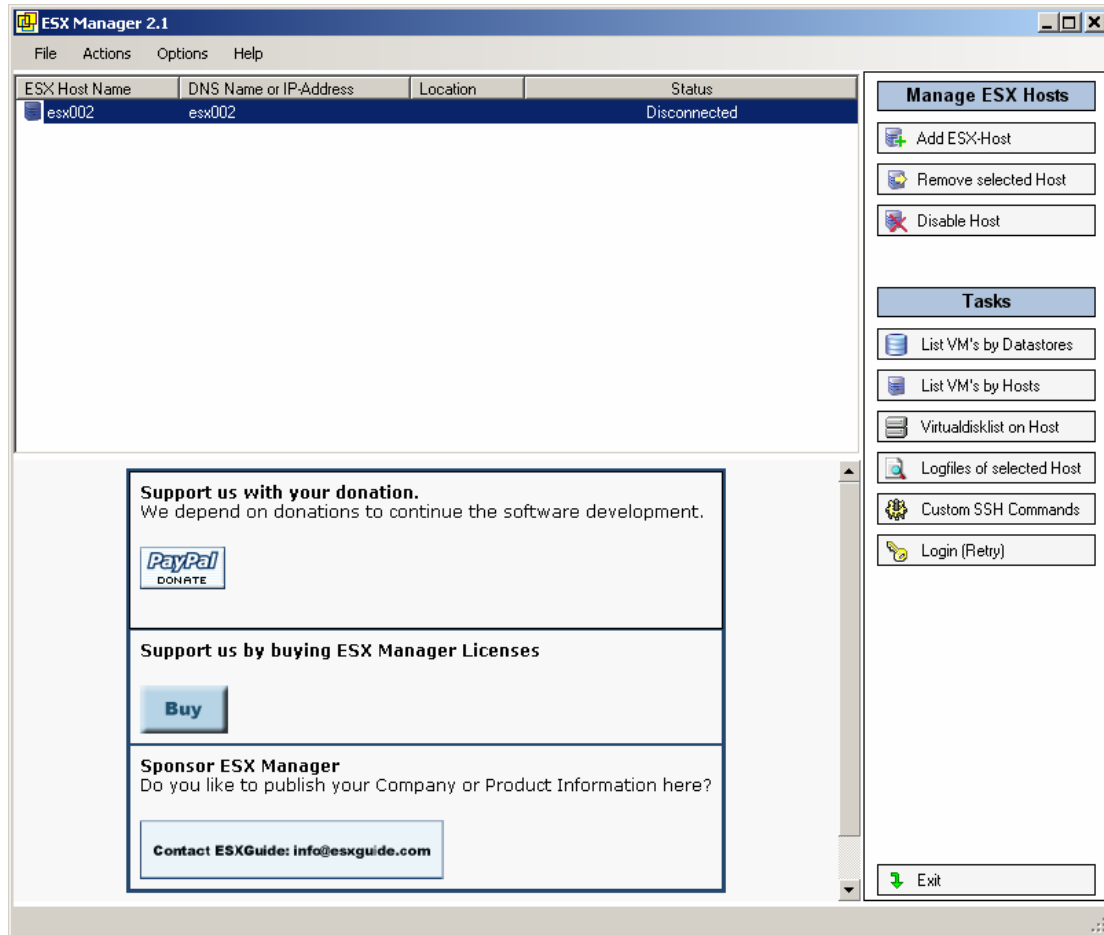 ESX Manager 2.1
File Actions Options Help
ESX Host Name DNS Name or IP-Address Location Status
esx002 esx002 Disconnected
Manage ESX Hosts
Add ESX-Host
Remove selected Host
Disable Host
Tasks
List VM's by Datastores
List VM's by Hosts
Virtualdisklist on Host
Logfiles of selected Host
Custom SSH Commands
Login (Retry)
Exit
Support us with your donation.
We depend on donations to continue the software development.
PayPal
DONATE
Support us by buying ESX Manager Licenses
Buy
Sponsor ESX Manager
Do you like to publish your Company or Product Information here?
Contact ESXGuide: info@esxguide.com